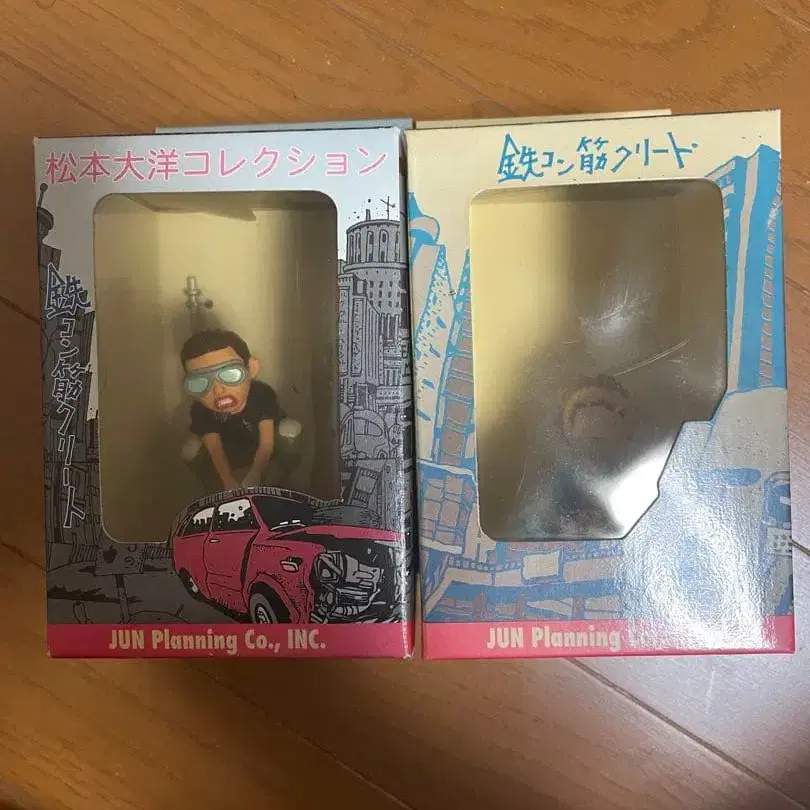 松本大洋コレクション
鉄コン筋クリート
JUN Planning Co., INC.
鉄コン筋クリート
JUN Planning